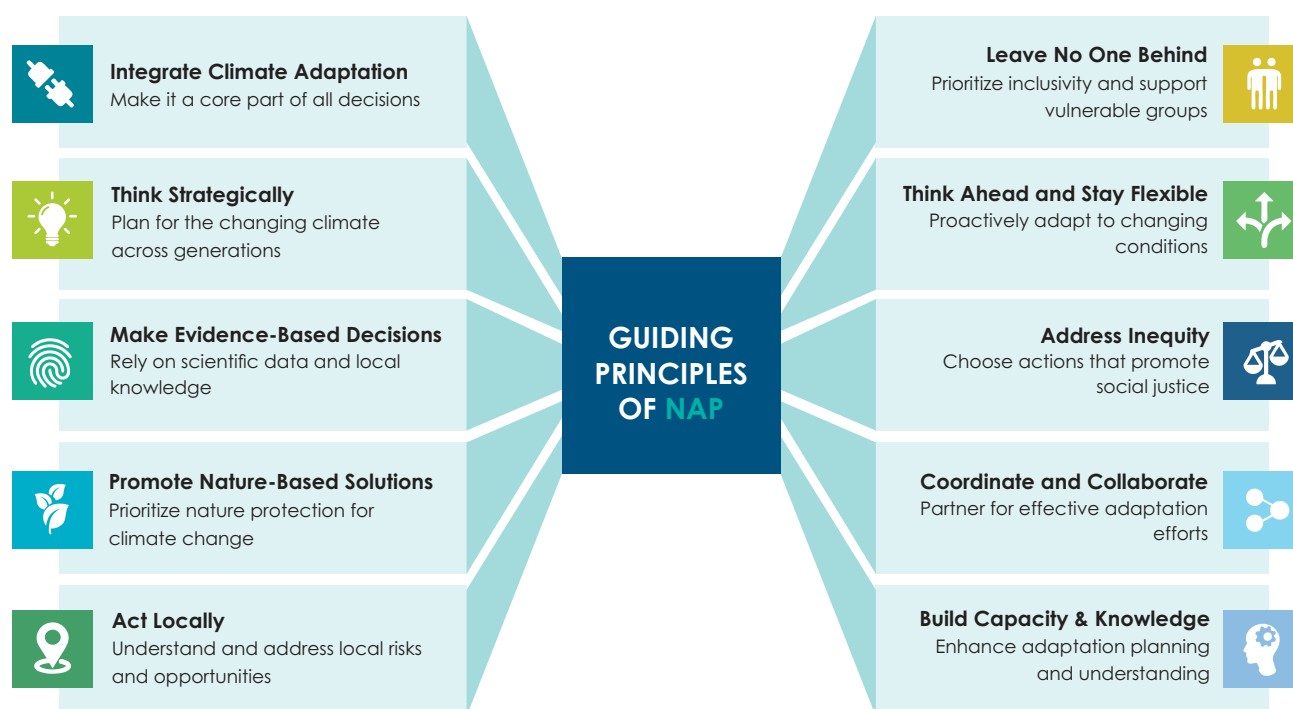 Integrate Climate Adaptation
Make it a core part of all decisions
Think Strategically
Plan for the changing climate
across generations
Make Evidence-Based Decisions
Rely on scientific data and local
knowledge
Promote Nature-Based Solutions
Prioritize nature protection for
climate change
Act Locally
Understand and address local risks
and opportunities
GUIDING
PRINCIPLES
OF NAP
Leave No One Behind
Prioritize inclusivity and support
vulnerable groups
Think Ahead and Stay Flexible
Proactively adapt to changing
conditions
Address Inequity
Choose actions that promote
social justice
Coordinate and Collaborate
Partner for effective adaptation
efforts
Build Capacity & Knowledge
Enhance adaptation planning
and understanding